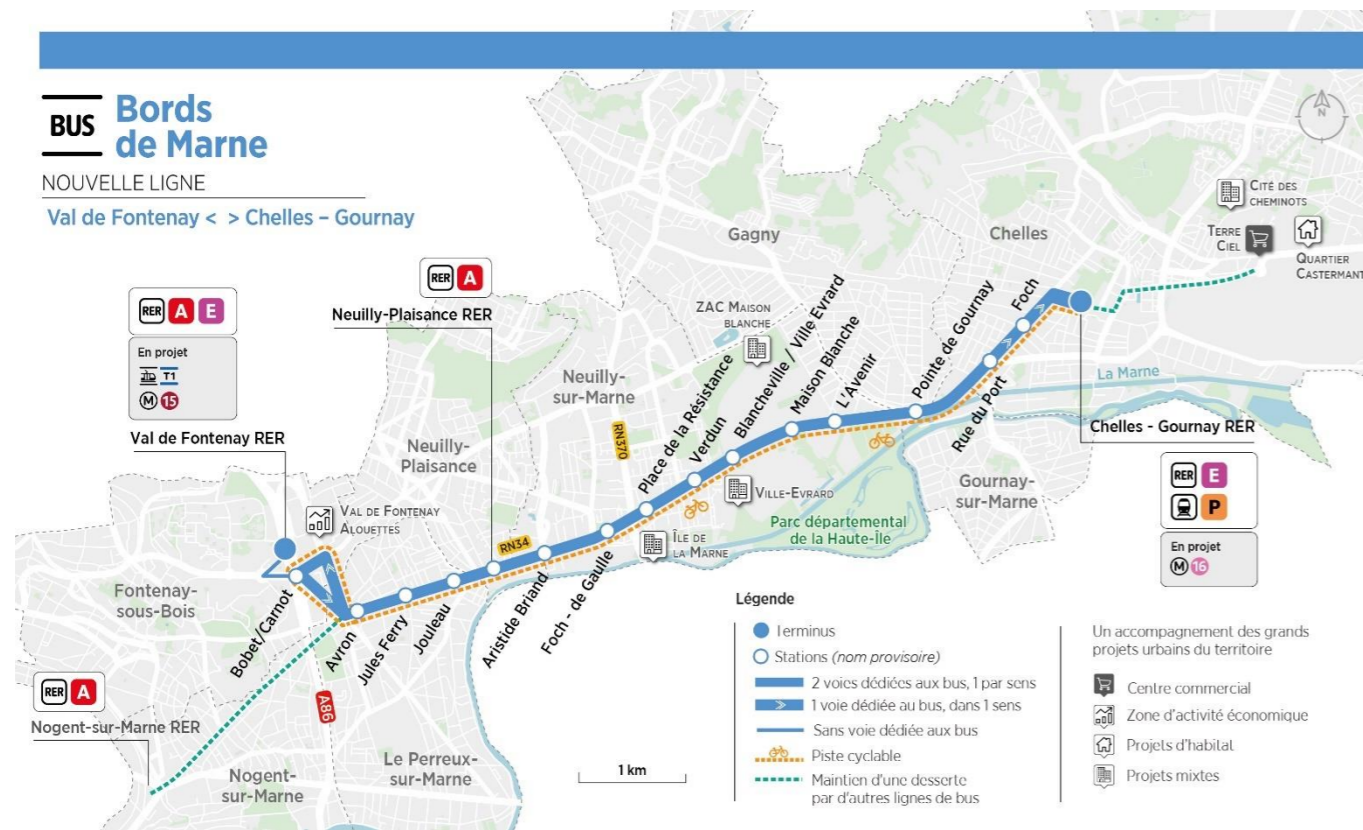 BUS
Bords
de Marne
NOUVELLE LIGNE
Val de Fontenay < > Chelles – Gournay
N
CITÉ DES
CHEMINOTS
TERRE
CIEL
QUARTIER
CASTERMANT
Gagny
Chelles
RER A
Neuilly-Plaisance RER
RER A E
En projet
T1
M 15
Val de Fontenay RER
ZAC MAISON
BLANCHE
Neuilly-
sur-Marne
RN370
Neuilly-
Plaisance
VAL DE FONTENAY
ALOUETTES
RN34
Fontenay-
sous-Bois
Bobet/Carnot
Avron
Jules Ferry
Jouleau
Aristide Briand
Foch - de Gaulle
Place de la Résistance
Verdun
Blancheville / Ville Evrard
Maison Blanche
L'Avenir
Pointe de Gournay
Rue du Port
Foch
La Marne
Chelles - Gournay RER
RER E
P
En projet
M 16
Gournay-
sur-Marne
VILLE-EVRARD
ÎLE DE
LA MARNE
Parc départemental
de la Haute-Île
RER A
Nogent-sur-Marne RER
A86
Nogent-
sur-Marne
Le Perreux-
sur-Marne
1 km
Légende
Terminus
Stations (nom provisoire)
2 voies dédiées aux bus, 1 par sens
1 voie dédiée au bus, dans 1 sens
Sans voie dédiée aux bus
Piste cyclable
Maintien d'une desserte
par d'autres lignes de bus
Un accompagnement des grands
projets urbains du territoire
Centre commercial
Zone d'activité économique
Projets d'habitat
Projets mixtes